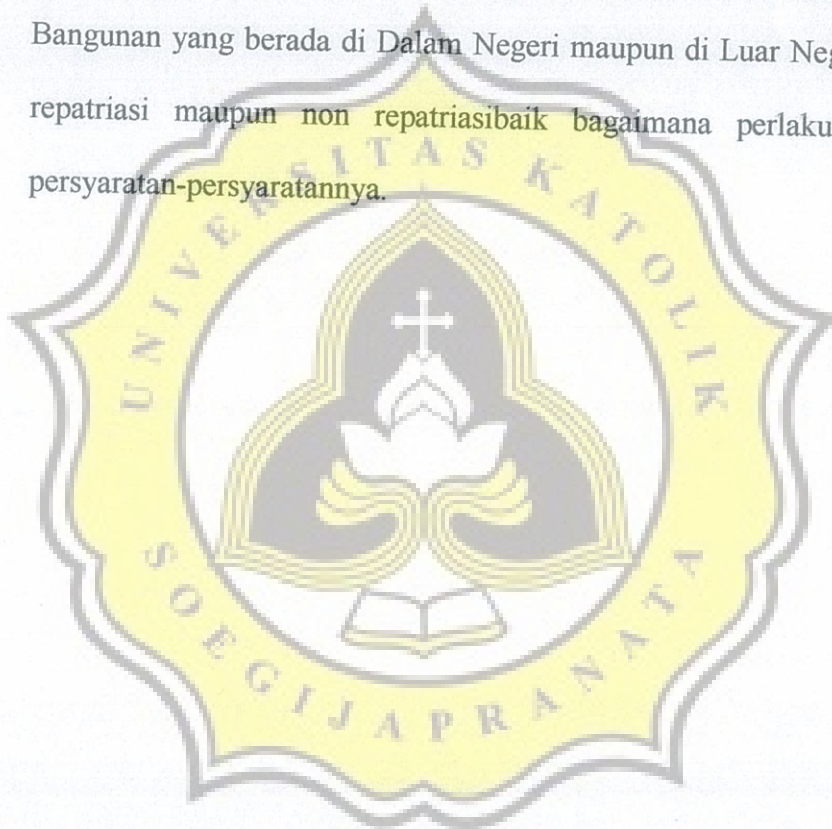 Bangunan yang berada di Dalam Negeri maupun di Luar
repatriasi maupun non repatriasibaik bagaimana
persyaratan-persyaratannya.
UNIVERSITAS KATOLIK
SOEGIJAPRANATA